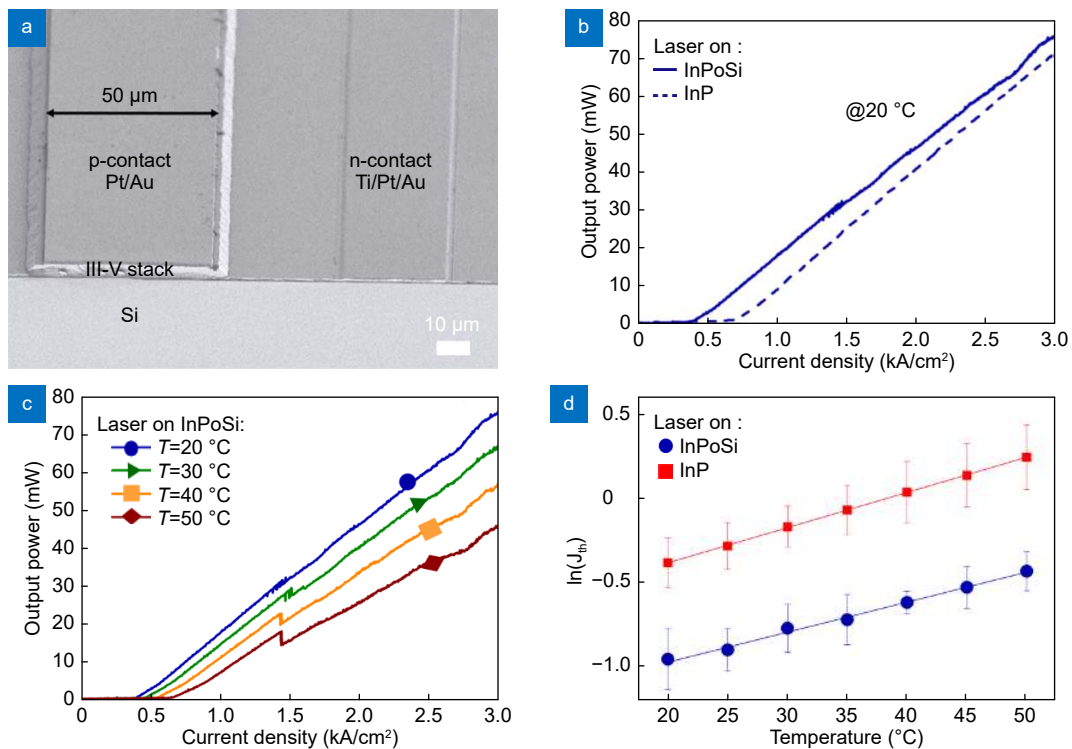 a
50 μm
p-contact
Pt/Au
n-contact
Ti/Pt/Au
III-V stack
Si
10 μm
b
80
70
60
50
40
30
20
10
0
Output power (mW)
Laser on :
InPoSi
InP
@20 °C
0 0.5 1.0 1.5 2.0 2.5 3.0
Current density (kA/cm²)
c
80
70
60
50
40
30
20
10
0
Output power (mW)
Laser on InPoSi:
T=20 °C
T=30 °C
T=40 °C
T=50 °C
0 0.5 1.0 1.5 2.0 2.5 3.0
Current density (kA/cm²)
d
0.5
0
−0.5
−1.0
ln(Jth)
Laser on :
InPoSi
InP
20 25 30 35 40 45 50
Temperature (°C)